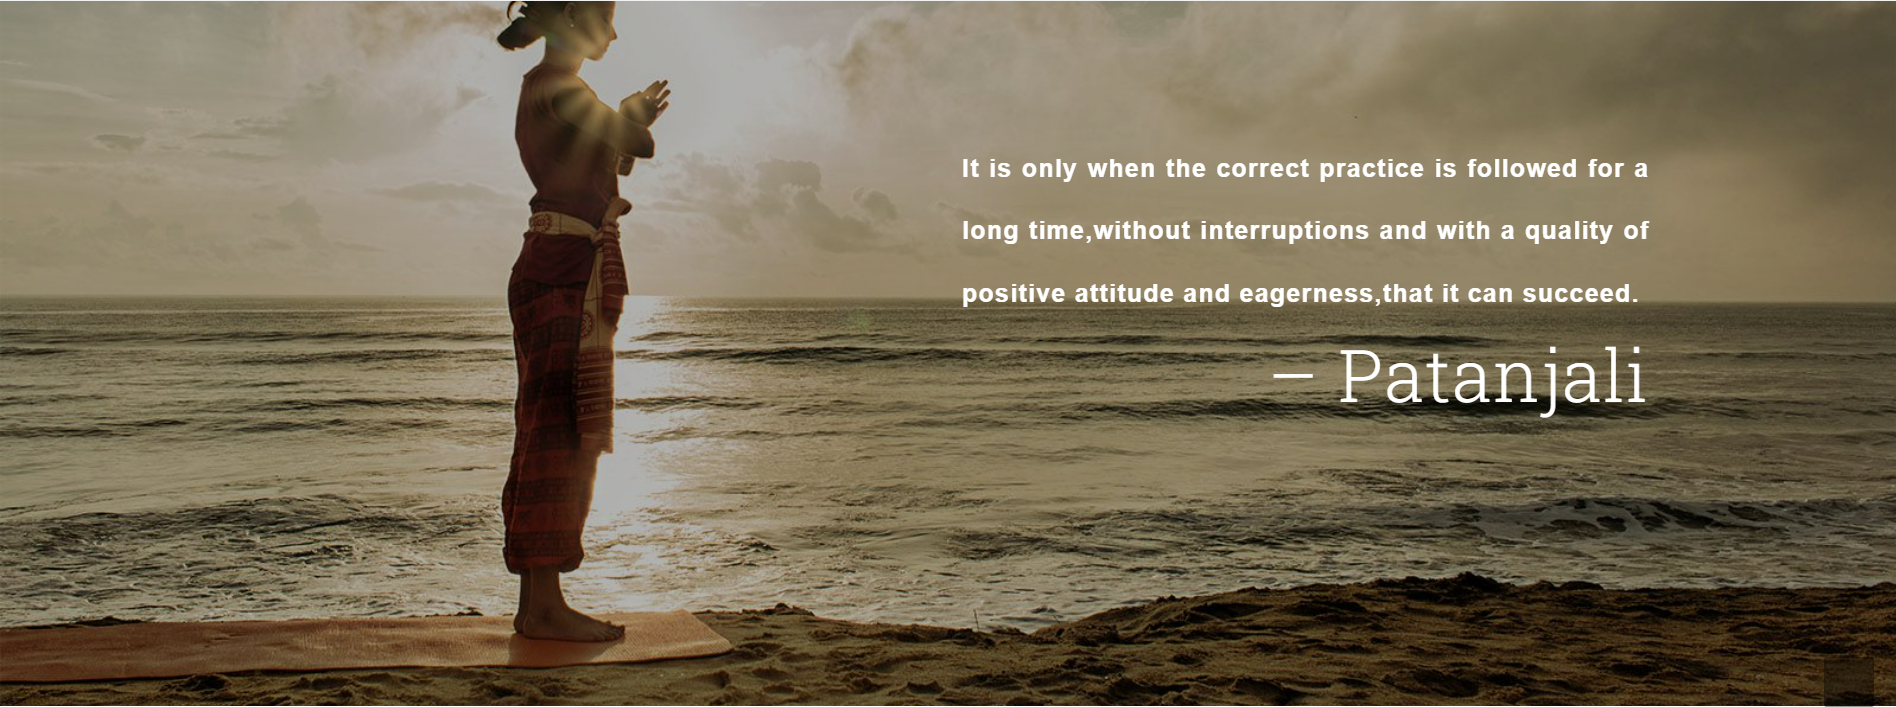 It is only when the correct practice is followed for a
long time,without interruptions and with a quality of
positive attitude and eagerness,that it can succeed.
– Patanjali